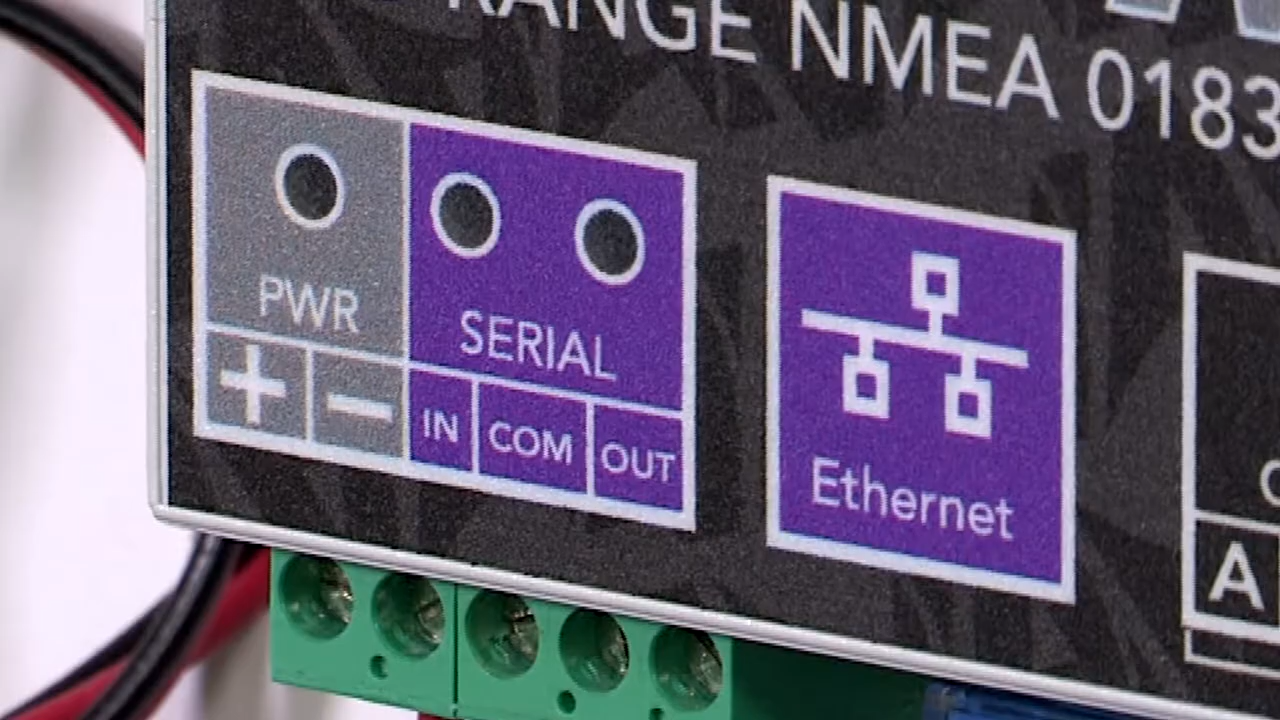 RANGE NMEA 0183
PWR
SERIAL
+ −
IN COM OUT
Ethernet
A